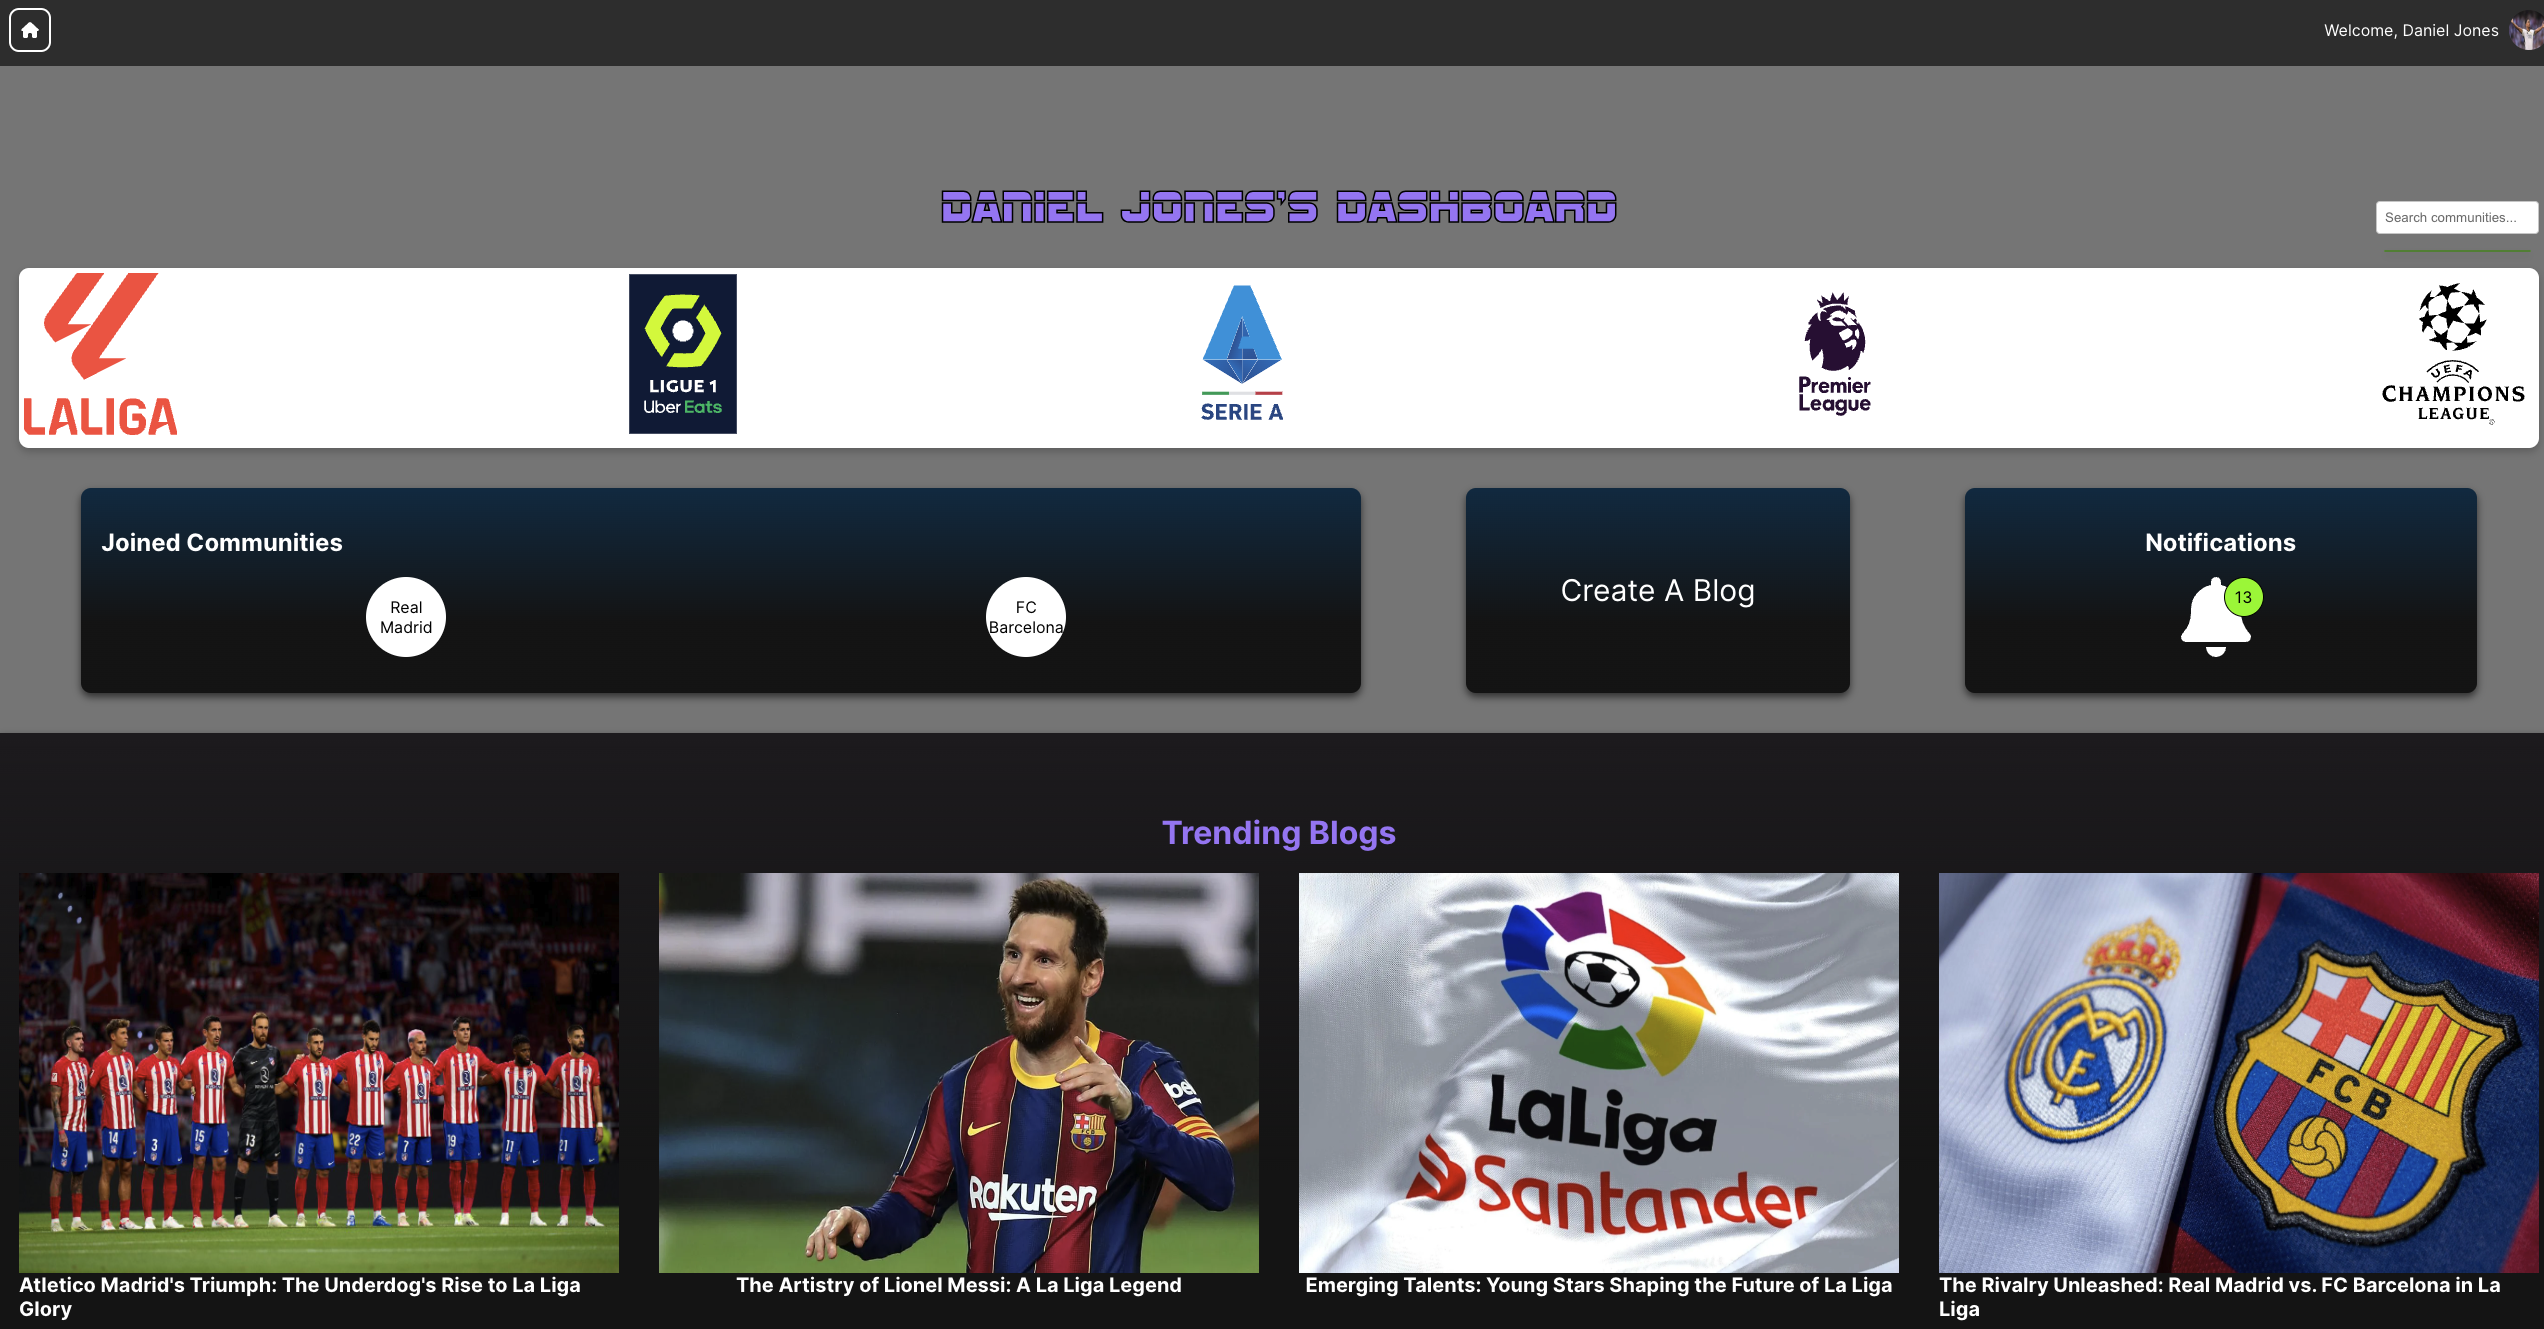 Welcome, Daniel Jones
DANIEL JONES'S DASHBOARD
Search communities...
LALIGA
LIGUE 1
Uber Eats
SERIE A
Premier
League
UEFA
CHAMPIONS
LEAGUE
Joined Communities
Real
Madrid
FC
Barcelona
Create A Blog
Notifications
13
Trending Blogs
5
14
3
15
13
6
22
7
19
11
21
Rakuten
LaLiga
Santander
FCB
Atletico Madrid's Triumph: The Underdog's Rise to La Liga
Glory
The Artistry of Lionel Messi: A La Liga Legend
Emerging Talents: Young Stars Shaping the Future of La Liga
The Rivalry Unleashed: Real Madrid vs. FC Barcelona in La
Liga